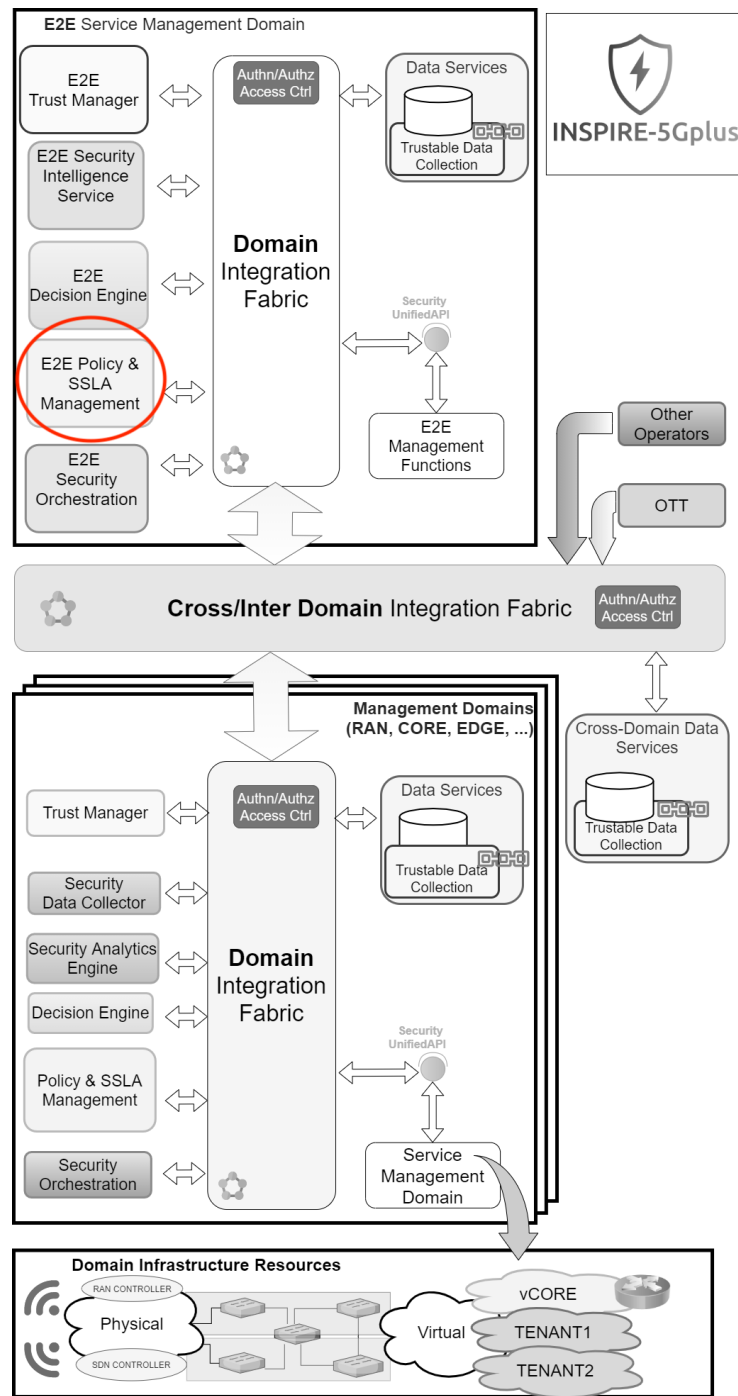 E2E Service Management Domain
E2E
Trust Manager
Authn/Authz
Access Ctrl
Data Services
Trustable Data
Collection
INSPIRE-5Gplus
E2E Security
Intelligence
Service
Domain
Integration
Fabric
E2E
Decision Engine
Security
UnifiedAPI
E2E Policy &
SSLA
Management
E2E
Management
Functions
E2E
Security
Orchestration
Other
Operators
OTT
Cross/Inter Domain Integration Fabric
Authn/Authz
Access Ctrl
Management Domains
(RAN, CORE, EDGE, ...)
Cross-Domain Data
Services
Trustable Data
Collection
Trust Manager
Authn/Authz
Access Ctrl
Data Services
Trustable Data
Collection
Security
Data Collector
Security Analytics
Engine
Domain
Integration
Fabric
Decision Engine
Security
UnifiedAPI
Policy & SSLA
Management
Security
Orchestration
Service
Management
Domain
Domain Infrastructure Resources
RAN CONTROLLER
Physical
SDN CONTROLLER
Virtual
vCORE
TENANT1
TENANT2